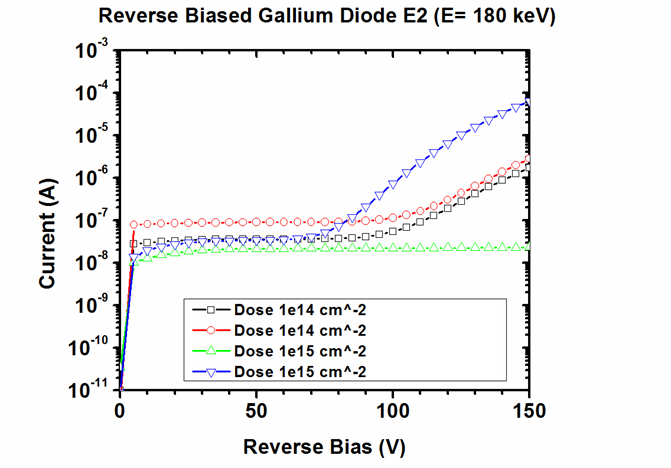 Reverse Biased Gallium Diode E2 (E= 180 keV)
10^-3
10^-4
10^-5
10^-6
10^-7
10^-8
10^-9
10^-10
10^-11
Current (A)
Dose 1e14 cm^-2
Dose 1e14 cm^-2
Dose 1e15 cm^-2
Dose 1e15 cm^-2
0 50 100 150
Reverse Bias (V)